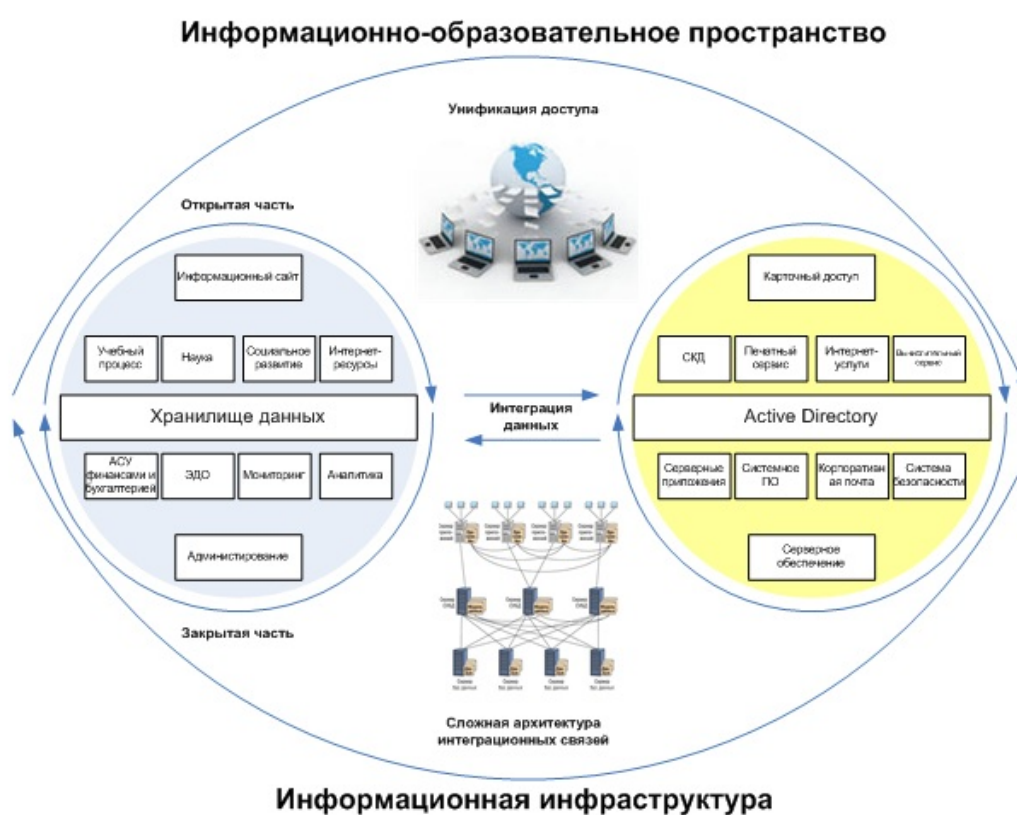 Информационно-образовательное пространство
Унификация доступа
Открытая часть
Информационный сайт
Учебный
процесс
Наука
Социальное
развитие
Интернет-
ресурсы
Хранилище данных
АСУ
финансами и
бухгалтерией
ЭДО
Мониторинг
Аналитика
Администирование
Закрытая часть
Интеграция
данных
Карточный доступ
СКД
Печатный
сервис
Интернет-
услуги
Вычислительный
сервис
Active Directory
Серверные
приложения
Системное
ПО
Корпоративн
ая почта
Система
безопасности
Серверное
обеспечение
Сложная архитектура
интеграционных связей
Информационная инфраструктура